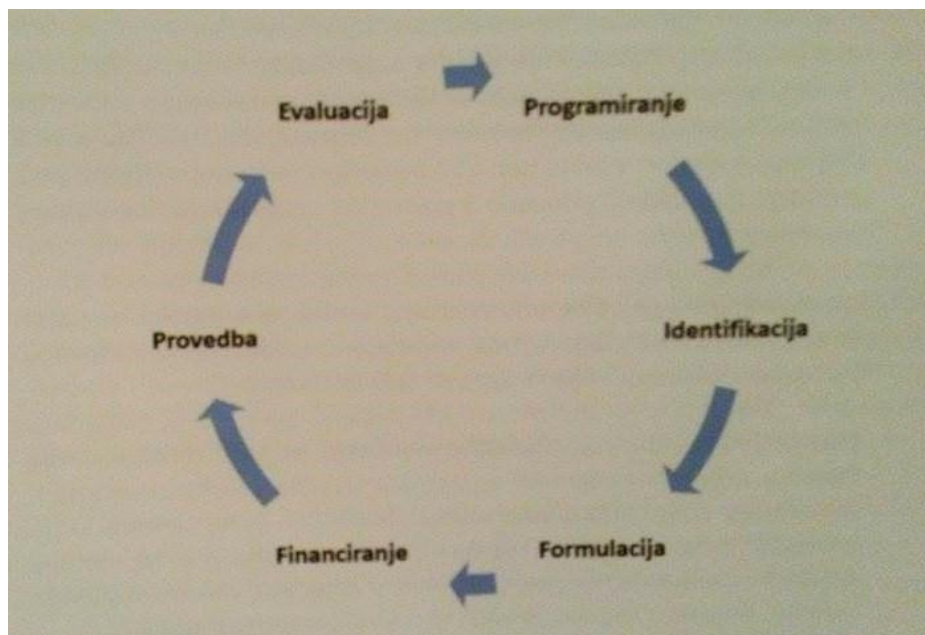 Evaluacija
Programiranje
Identifikacija
Formulacija
Financiranje
Provedba